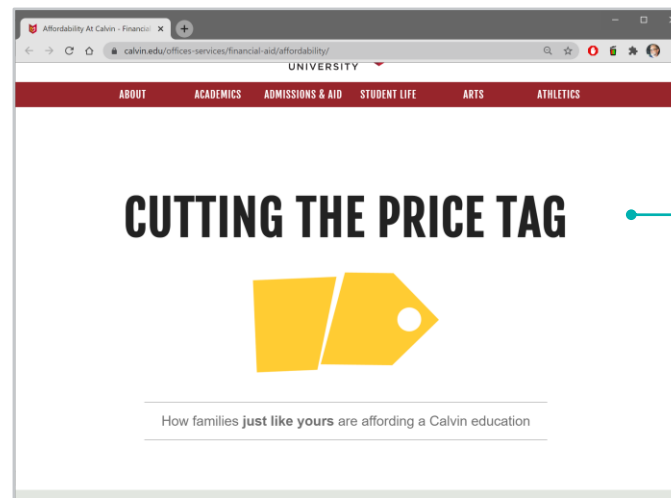 Affordability At Calvin - Financial
calvin.edu/offices-services/financial-aid/affordability/
UNIVERSITY
ABOUT ACADEMICS ADMISSIONS & AID STUDENT LIFE ARTS ATHLETICS
CUTTING THE PRICE TAG
How families just like yours are affording a Calvin education